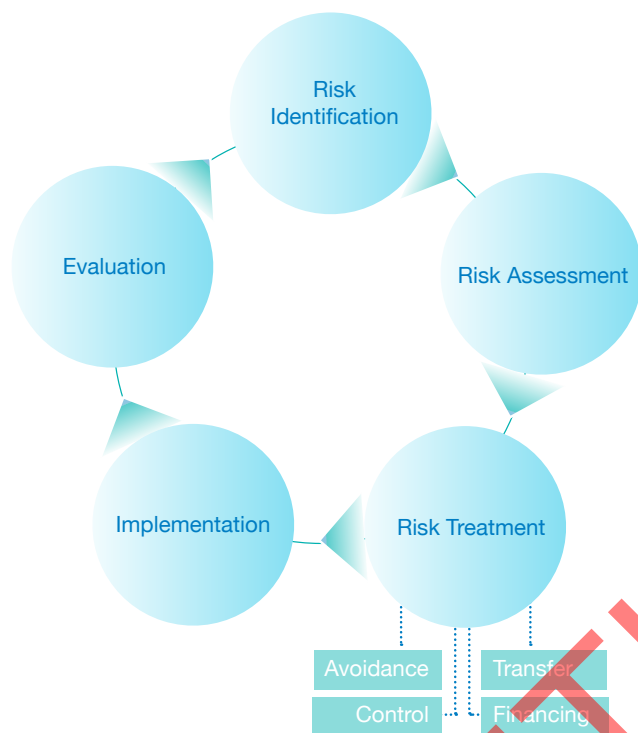 Risk
Identification
Risk Assessment
Risk Treatment
Implementation
Evaluation
Avoidance
Transfer
Control
Financing